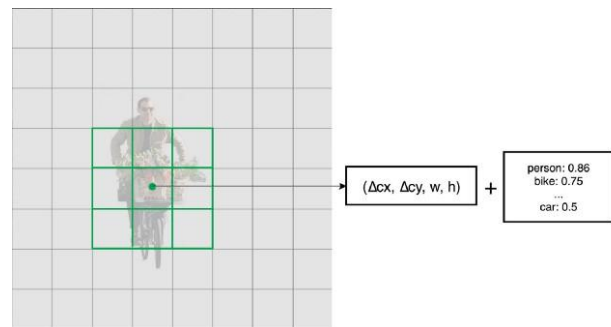 (Δcx, Δcy, w, h)
+
person: 0.86
bike: 0.75
...
car: 0.5